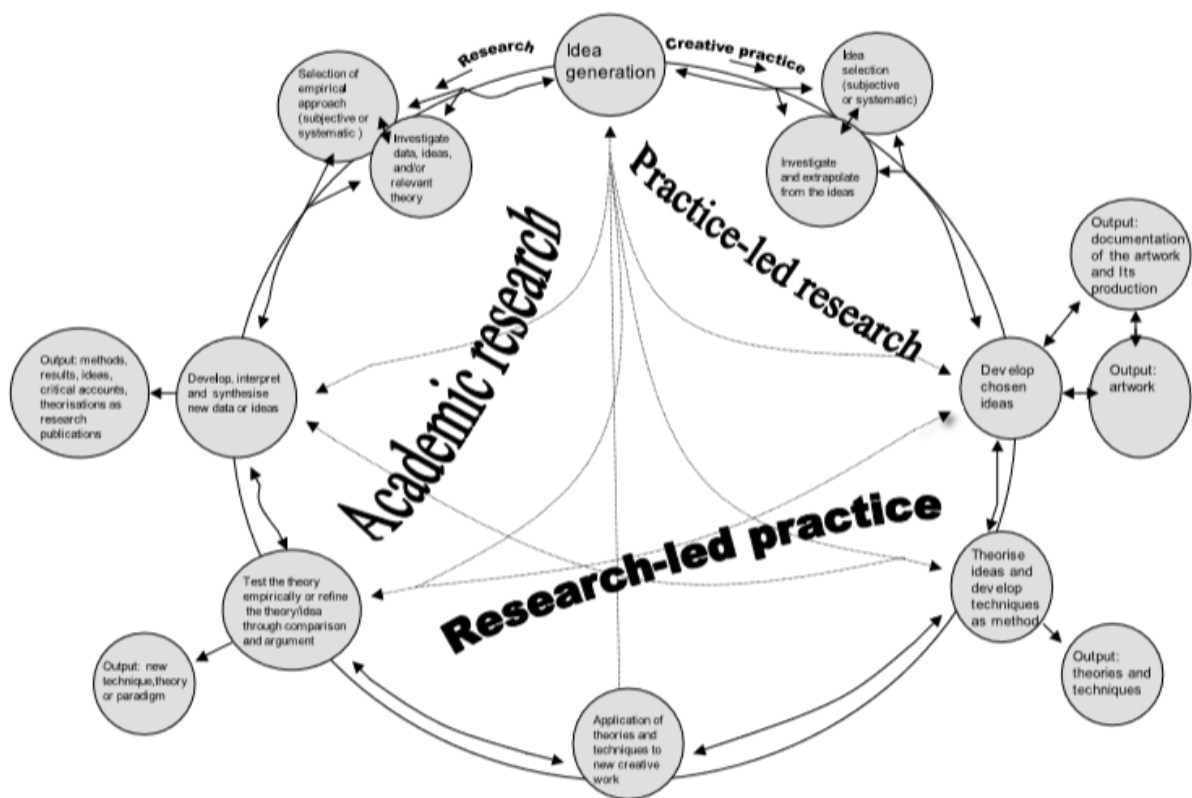 Idea
generation
Research
Creative practice
Selection of
empirical
approach
(subjective or
systematic )
Investigate
data, ideas,
and/or
relevant
theory
Idea
selection
(subjective
or systematic)
Investigate
and extrapolate
from the ideas
Practice-led research
Academic research
Research-led practice
Output:
documentation
of the artwork
and Its
production
Develop
chosen
ideas
Output:
artwork
Output: methods,
results, ideas,
critical accounts,
theorisations as
research
publications
Develop, interpret
and synthesise
new data or ideas
Test the theory
empirically or refine
the theory/idea
through comparison
and argument
Theorise
ideas and
develop
techniques
as method
Output: new
technique,theory
or paradigm
Output:
theories and
techniques
Application of
theories and
techniques to
new creative
work